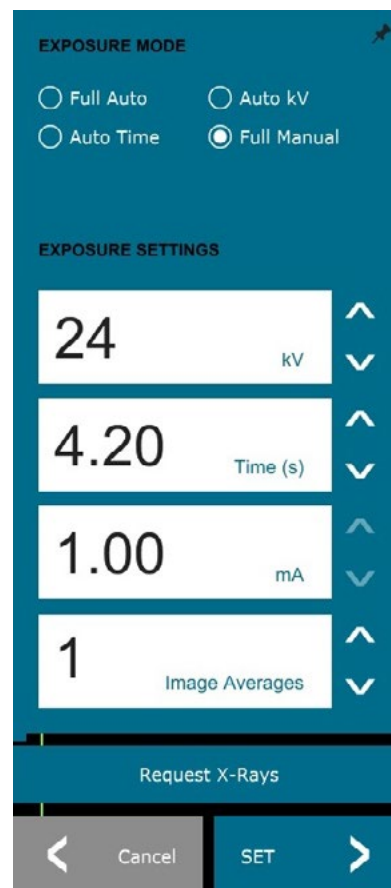 EXPOSURE MODE
Full Auto
Auto kV
Auto Time
Full Manual
EXPOSURE SETTINGS
24
kV
4.20
Time (s)
1.00
mA
1
Image Averages
Request X-Rays
Cancel
SET